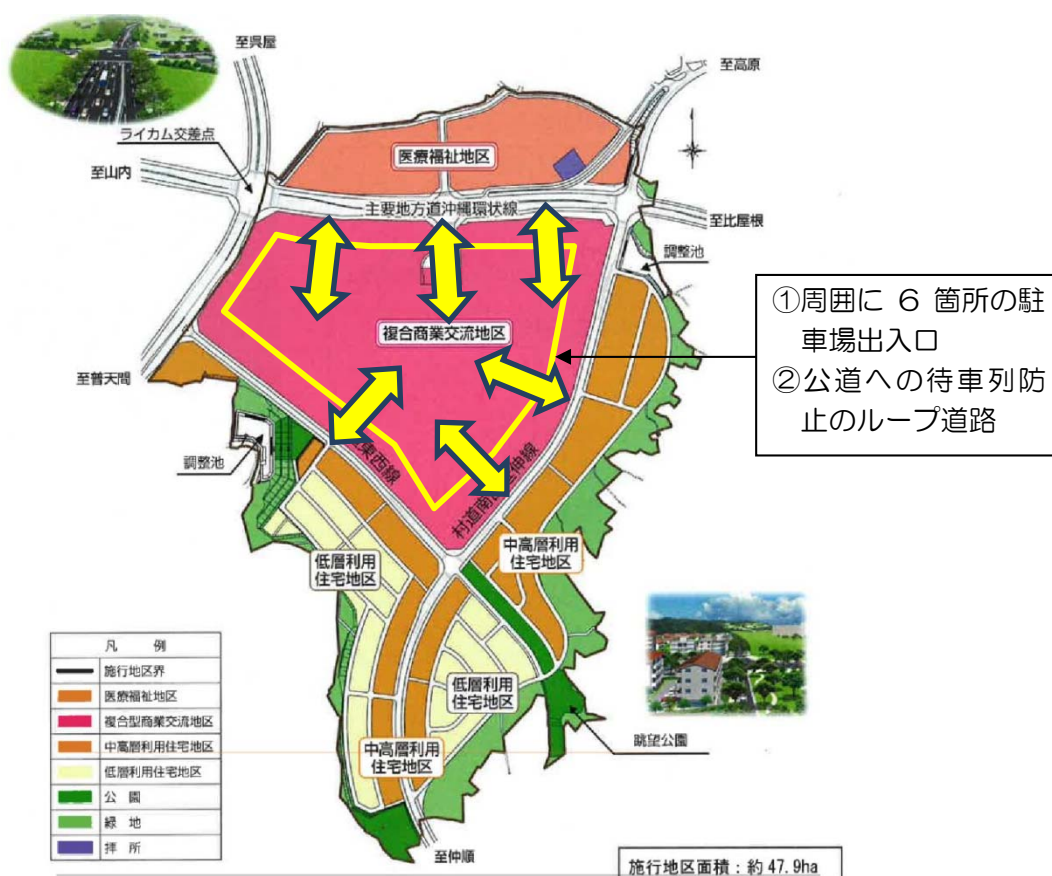 至呉屋
至高原
ライカム交差点
医療福祉地区
至山内
主要地方道沖縄環状線
至比屋根
調整池
①周囲に 6 箇所の駐
車場出入口
②公道への待車列防
止のループ道路
複合商業交流地区
至普天間
調整池
東西線
村道南
伸線
中高層利用
住宅地区
低層利用
住宅地区
低層利用
住宅地区
眺望公園
中高層利用
住宅地区
至仲順
凡 例
施行地区界
医療福祉地区
複合型商業交流地区
中高層利用住宅地区
低層利用住宅地区
公 園
緑 地
拝 所
施行地区面積:約 47.9ha